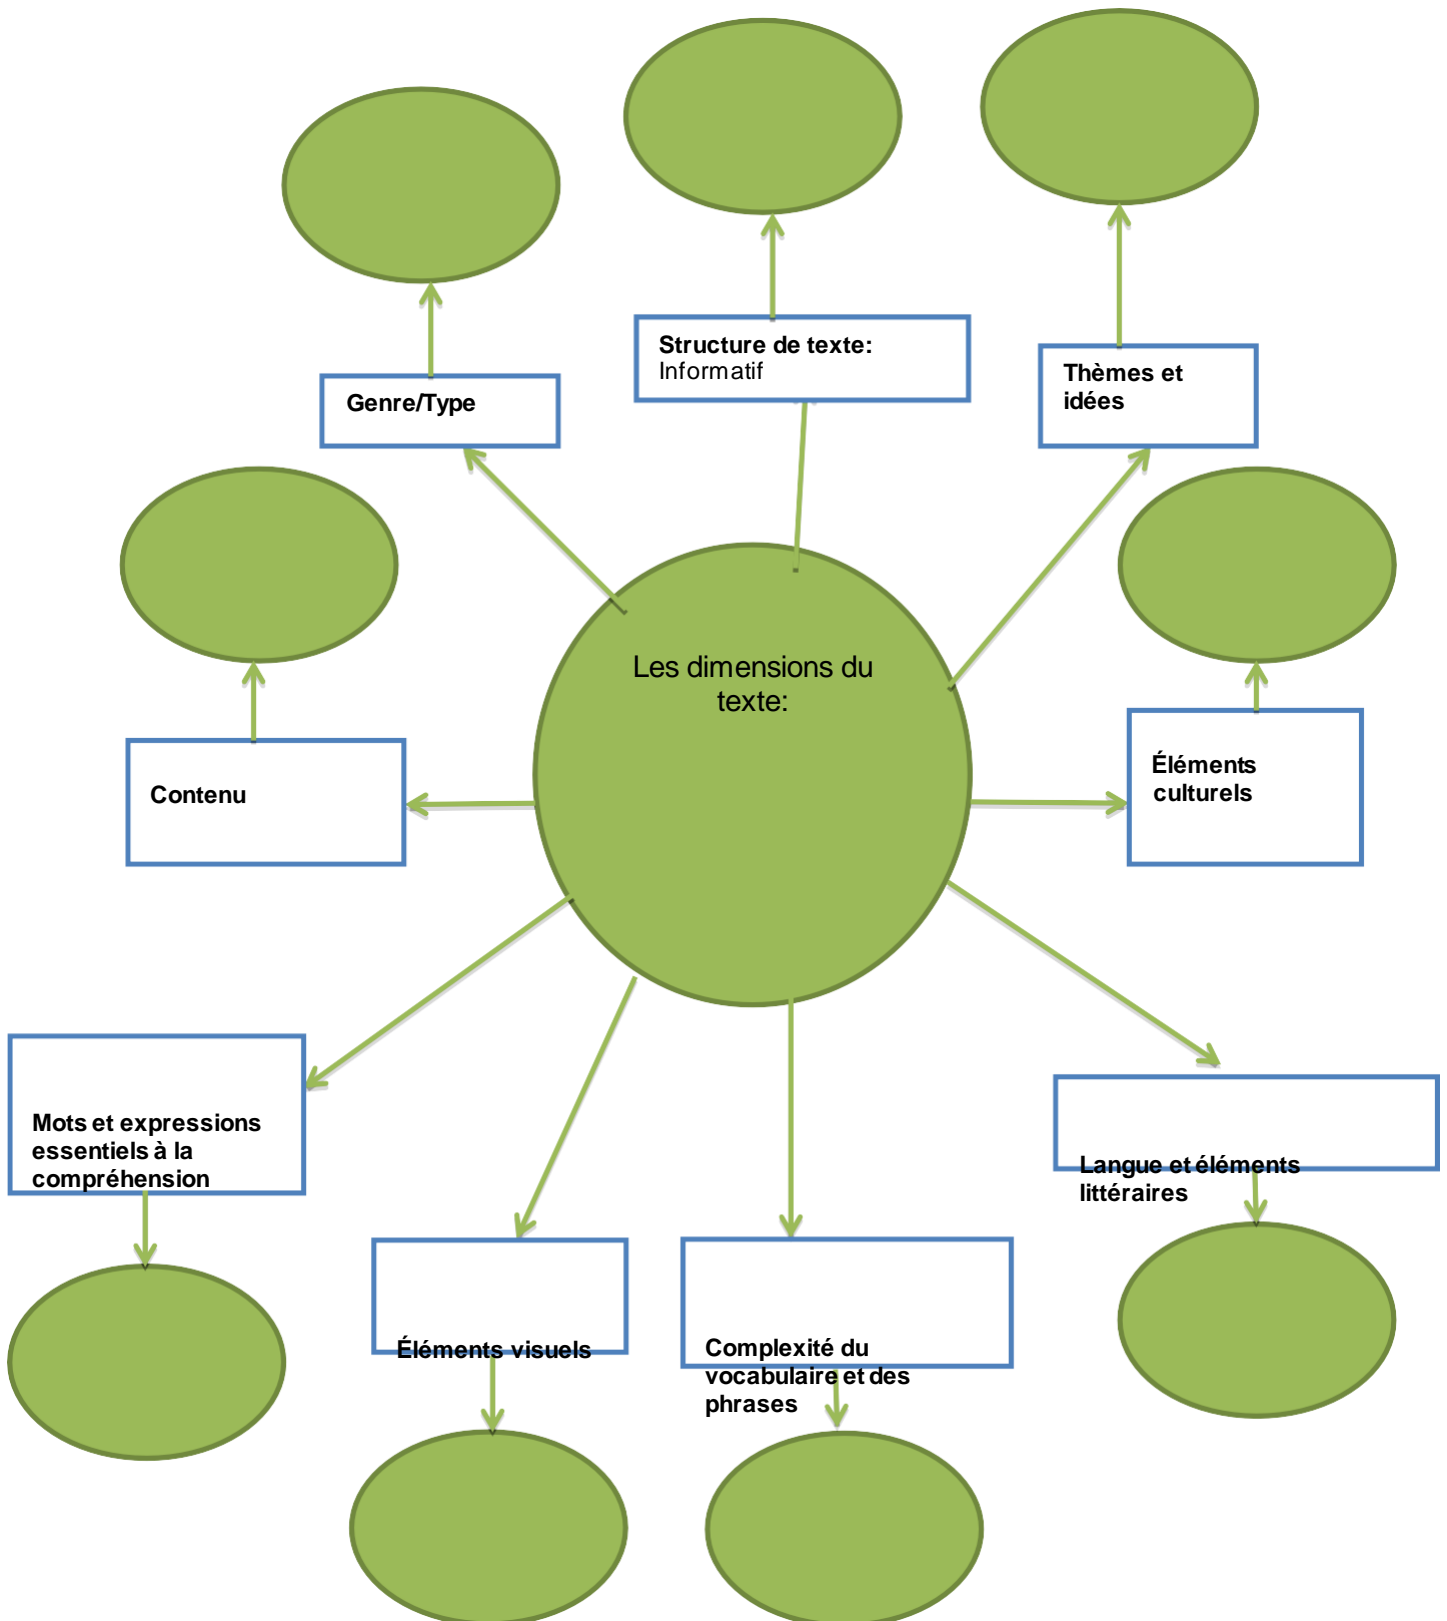 Structure de texte:
Informatif
Thèmes et
idées
Genre/Type
Les dimensions du
texte:
Éléments
culturels
Contenu
Mots et expressions
essentiels à la
compréhension
Langue et éléments
littéraires
Éléments visuels
Complexité du
vocabulaire et des
phrases